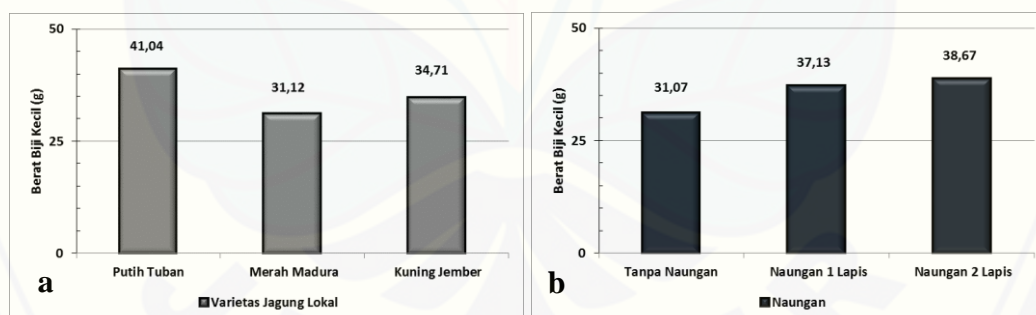 50
25
0
Berat Biji Kecil (g)
41,04
31,12
34,71
Putih Tuban
Merah Madura
Kuning Jember
a
Varietas Jagung Lokal
50
25
0
Berat Biji Kecil (g)
31,07
37,13
38,67
Tanpa Naungan
Naungan 1 Lapis
Naungan 2 Lapis
b
Naungan